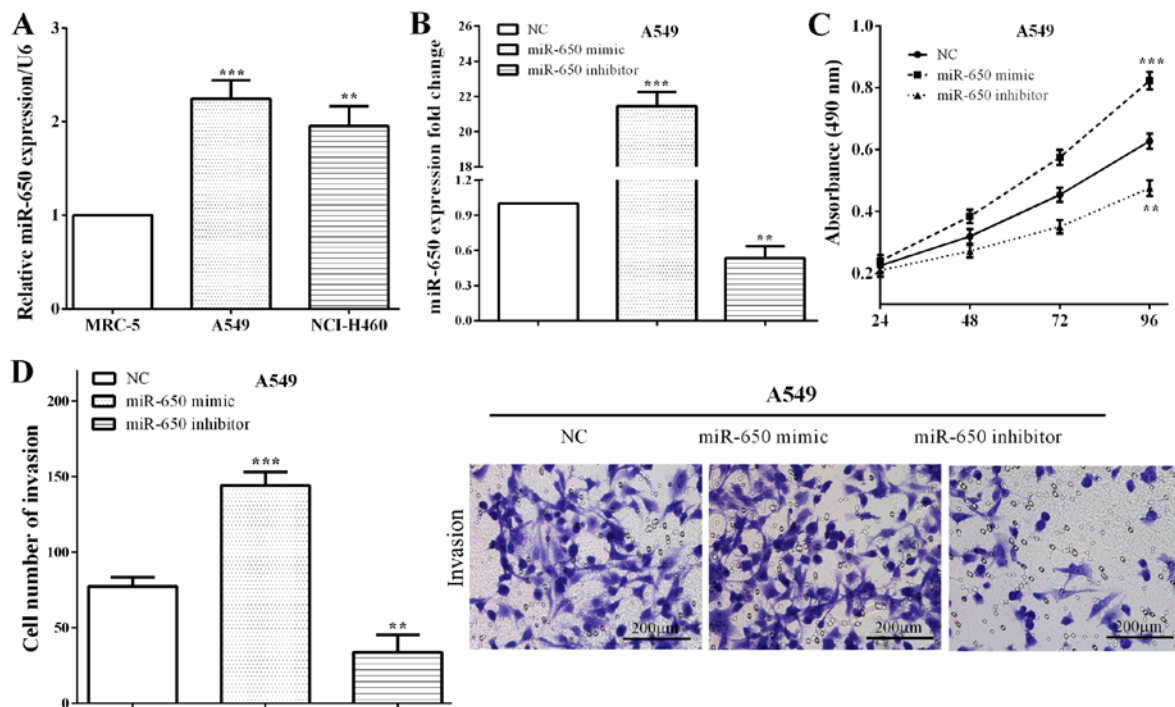 A
Relative miR-650 expression/U6
3
2
1
0
***
**
MRC-5 A549 NCI-H460
B
A549
NC
miR-650 mimic
miR-650 inhibitor
miR-650 expression fold change
26
24
22
20
18
1.2
0.9
0.6
0.3
0.0
***
**
C
A549
NC
miR-650 mimic
miR-650 inhibitor
Absorbance (490 nm)
1.0
0.8
0.6
0.4
0.2
***
**
24 48 72 96
D
A549
NC
miR-650 mimic
miR-650 inhibitor
Cell number of invasion
200
150
100
50
0
***
**
A549
NC miR-650 mimic miR-650 inhibitor
Invasion
200μm 200μm 200μm